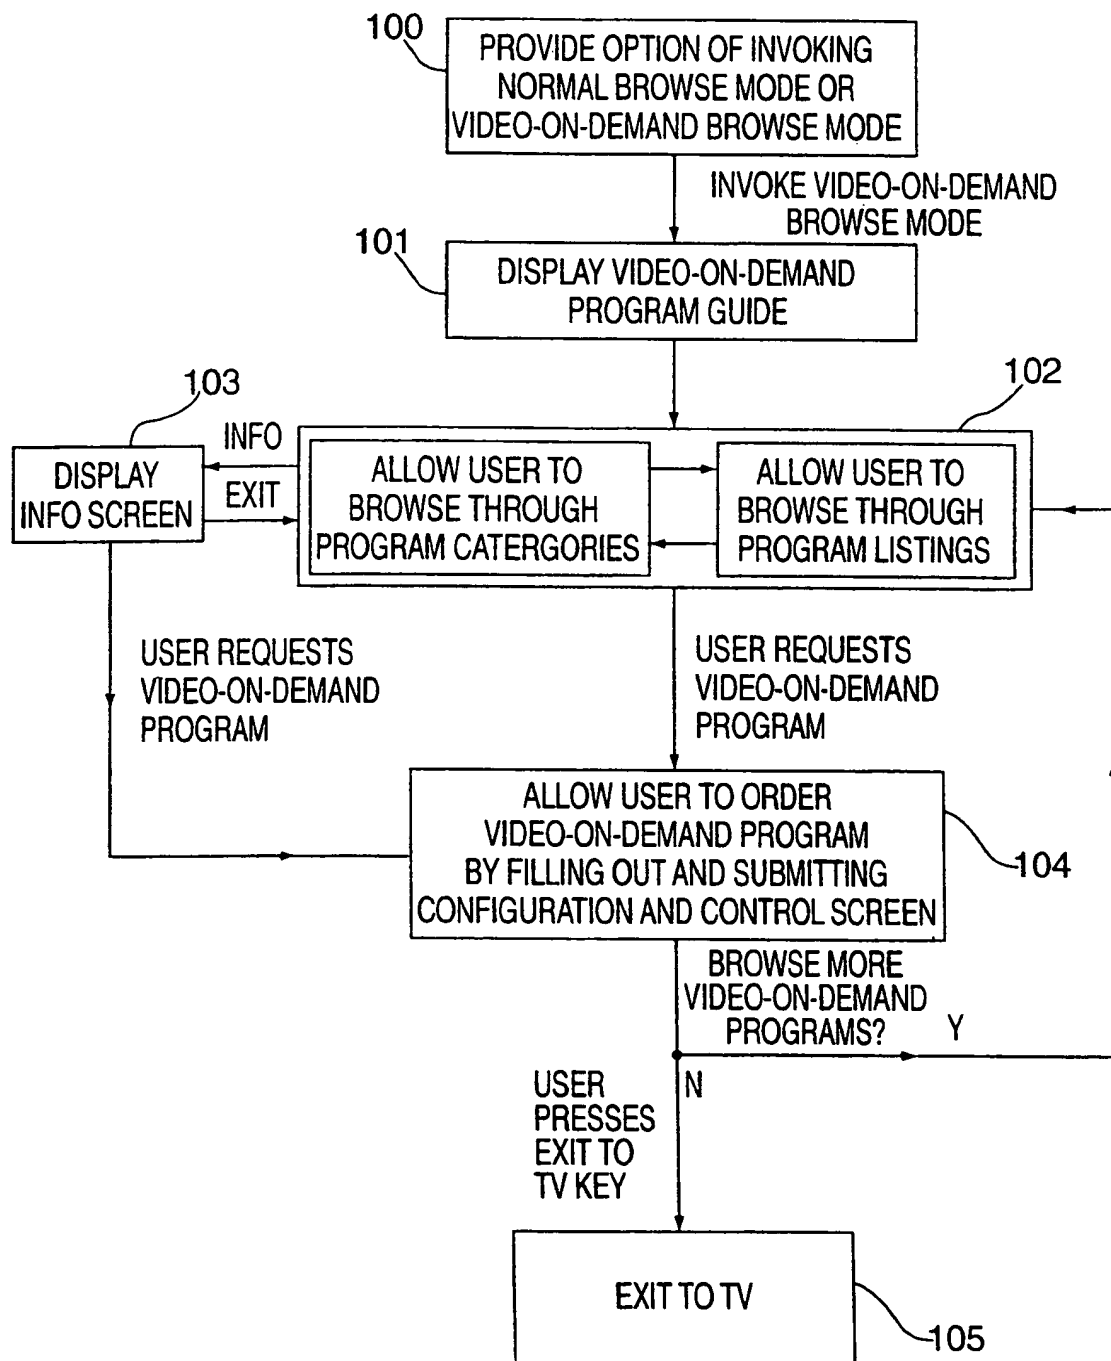 100
PROVIDE OPTION OF INVOKING
NORMAL BROWSE MODE OR
VIDEO-ON-DEMAND BROWSE MODE
INVOKE VIDEO-ON-DEMAND
BROWSE MODE
101
DISPLAY VIDEO-ON-DEMAND
PROGRAM GUIDE
103
102
DISPLAY
INFO SCREEN
INFO
EXIT
ALLOW USER TO
BROWSE THROUGH
PROGRAM CATERGORIES
ALLOW USER TO
BROWSE THROUGH
PROGRAM LISTINGS
USER REQUESTS
VIDEO-ON-DEMAND
PROGRAM
USER REQUESTS
VIDEO-ON-DEMAND
PROGRAM
ALLOW USER TO ORDER
VIDEO-ON-DEMAND PROGRAM
BY FILLING OUT AND SUBMITTING
CONFIGURATION AND CONTROL SCREEN
104
BROWSE MORE
VIDEO-ON-DEMAND
PROGRAMS?
Y
N
USER
PRESSES
EXIT TO
TV KEY
EXIT TO TV
105